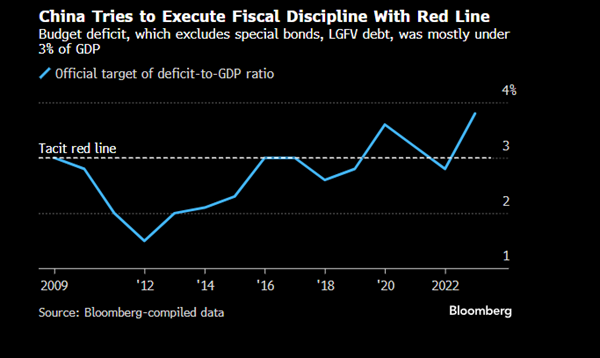 China Tries to Execute Fiscal Discipline With Red Line
Budget deficit, which excludes special bonds, LGFV debt, was mostly under
3% of GDP
Official target of deficit-to-GDP ratio
4%
Tacit red line
3
2
1
2009 '12 '14 '16 '18 '20 2022
Source: Bloomberg-compiled data
Bloomberg